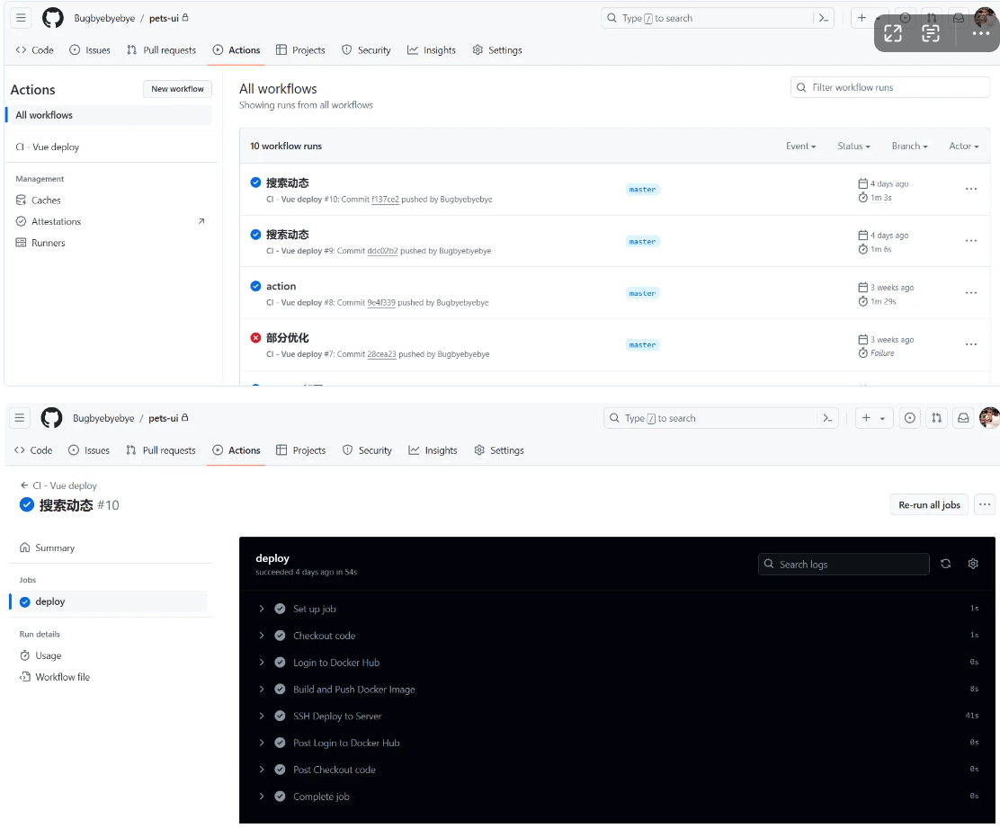 Bugbyebyebye / pets-ui
Type / to search
Code Issues Pull requests Actions Projects Security Insights Settings
Actions
New workflow
All workflows
CI - Vue deploy
Management
Caches
Attestations
Runners
All workflows
Showing runs from all workflows
Filter workflow runs
10 workflow runs
Event Status Branch Actor
搜索动态
CI - Vue deploy #10: Commit f137ce2 pushed by Bugbyebyebye
master
4 days ago
1m 3s
搜索动态
CI - Vue deploy #9: Commit ddc02b2 pushed by Bugbyebyebye
master
4 days ago
1m 6s
action
CI - Vue deploy #8: Commit 9e4f339 pushed by Bugbyebyebye
master
3 weeks ago
1m 29s
部分优化
CI - Vue deploy #7: Commit 28cea23 pushed by Bugbyebyebye
master
3 weeks ago
Failure
Bugbyebyebye / pets-ui
Type / to search
Code Issues Pull requests Actions Projects Security Insights Settings
CI - Vue deploy
搜索动态 #10
Re-run all jobs
Summary
Jobs
deploy
Run details
Usage
Workflow file
deploy
succeeded 4 days ago in 54s
Search logs
Set up job 1s
Checkout code 1s
Login to Docker Hub 0s
Build and Push Docker Image 8s
SSH Deploy to Server 41s
Post Login to Docker Hub 0s
Post Checkout code 0s
Complete job 0s